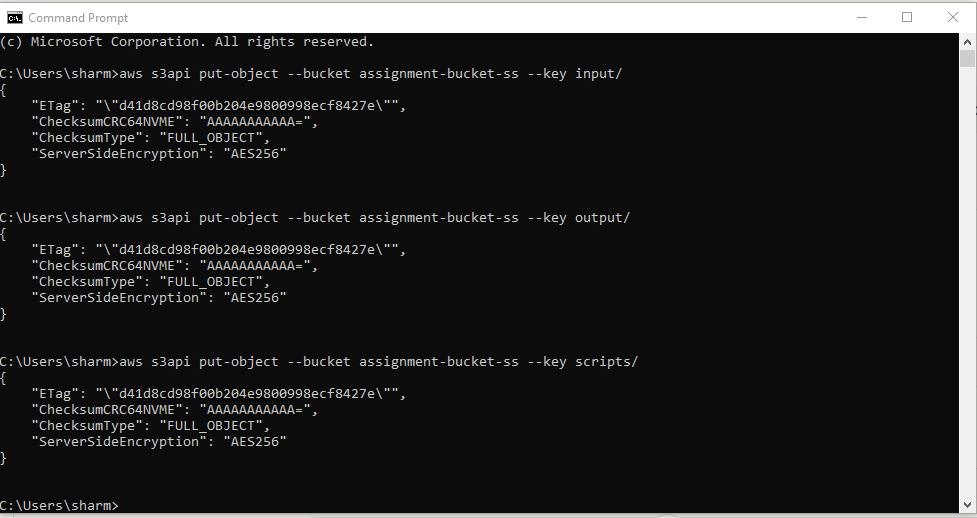 Command Prompt
(c) Microsoft Corporation. All rights reserved.
C:\Users\sharm>aws s3api put-object --bucket assignment-bucket-ss --key input/
{
    "ETag": "\"d41d8cd98f00b204e9800998ecf8427e\"",
    "ChecksumCRC64NVME": "AAAAAAAAAAA=",
    "ChecksumType": "FULL_OBJECT",
    "ServerSideEncryption": "AES256"
}
C:\Users\sharm>aws s3api put-object --bucket assignment-bucket-ss --key output/
{
    "ETag": "\"d41d8cd98f00b204e9800998ecf8427e\"",
    "ChecksumCRC64NVME": "AAAAAAAAAAA=",
    "ChecksumType": "FULL_OBJECT",
    "ServerSideEncryption": "AES256"
}
C:\Users\sharm>aws s3api put-object --bucket assignment-bucket-ss --key scripts/
{
    "ETag": "\"d41d8cd98f00b204e9800998ecf8427e\"",
    "ChecksumCRC64NVME": "AAAAAAAAAAA=",
    "ChecksumType": "FULL_OBJECT",
    "ServerSideEncryption": "AES256"
}
C:\Users\sharm>